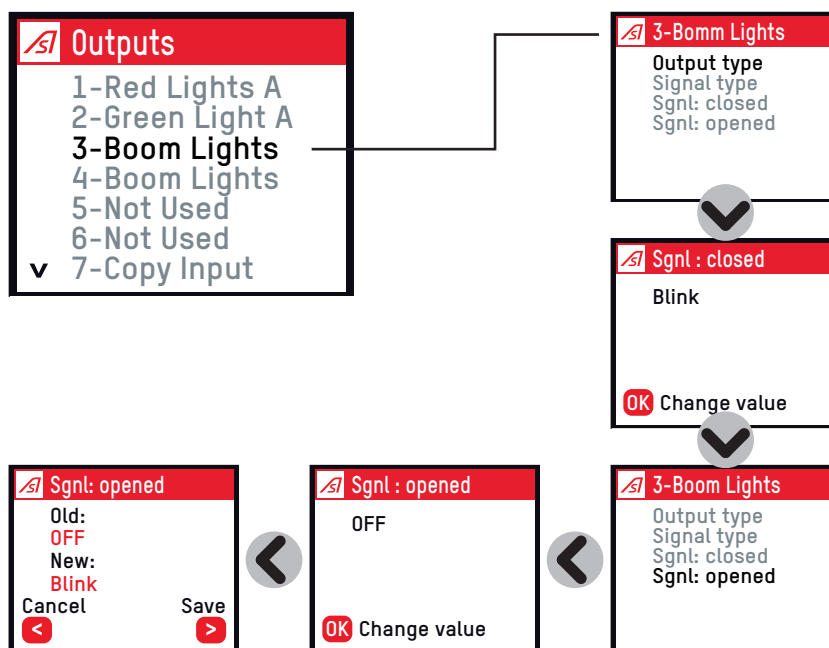 Outputs
1-Red Lights A
2-Green Light A
3-Boom Lights
4-Boom Lights
5-Not Used
6-Not Used
v 7-Copy Input
3-Bomm Lights
Output type
Signal type
Sgnl: closed
Sgnl: opened
Sgnl : closed
Blink
OK Change value
3-Boom Lights
Output type
Signal type
Sgnl: closed
Sgnl: opened
Sgnl : opened
OFF
OK Change value
Sgnl: opened
Old:
OFF
New:
Blink
Cancel Save
< >